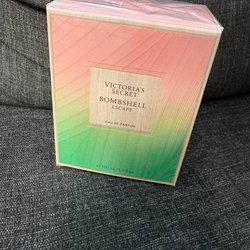 VICTORIA'S
SECRET
BOMBSHELL
ESCAPE
EAU DE PARFUM